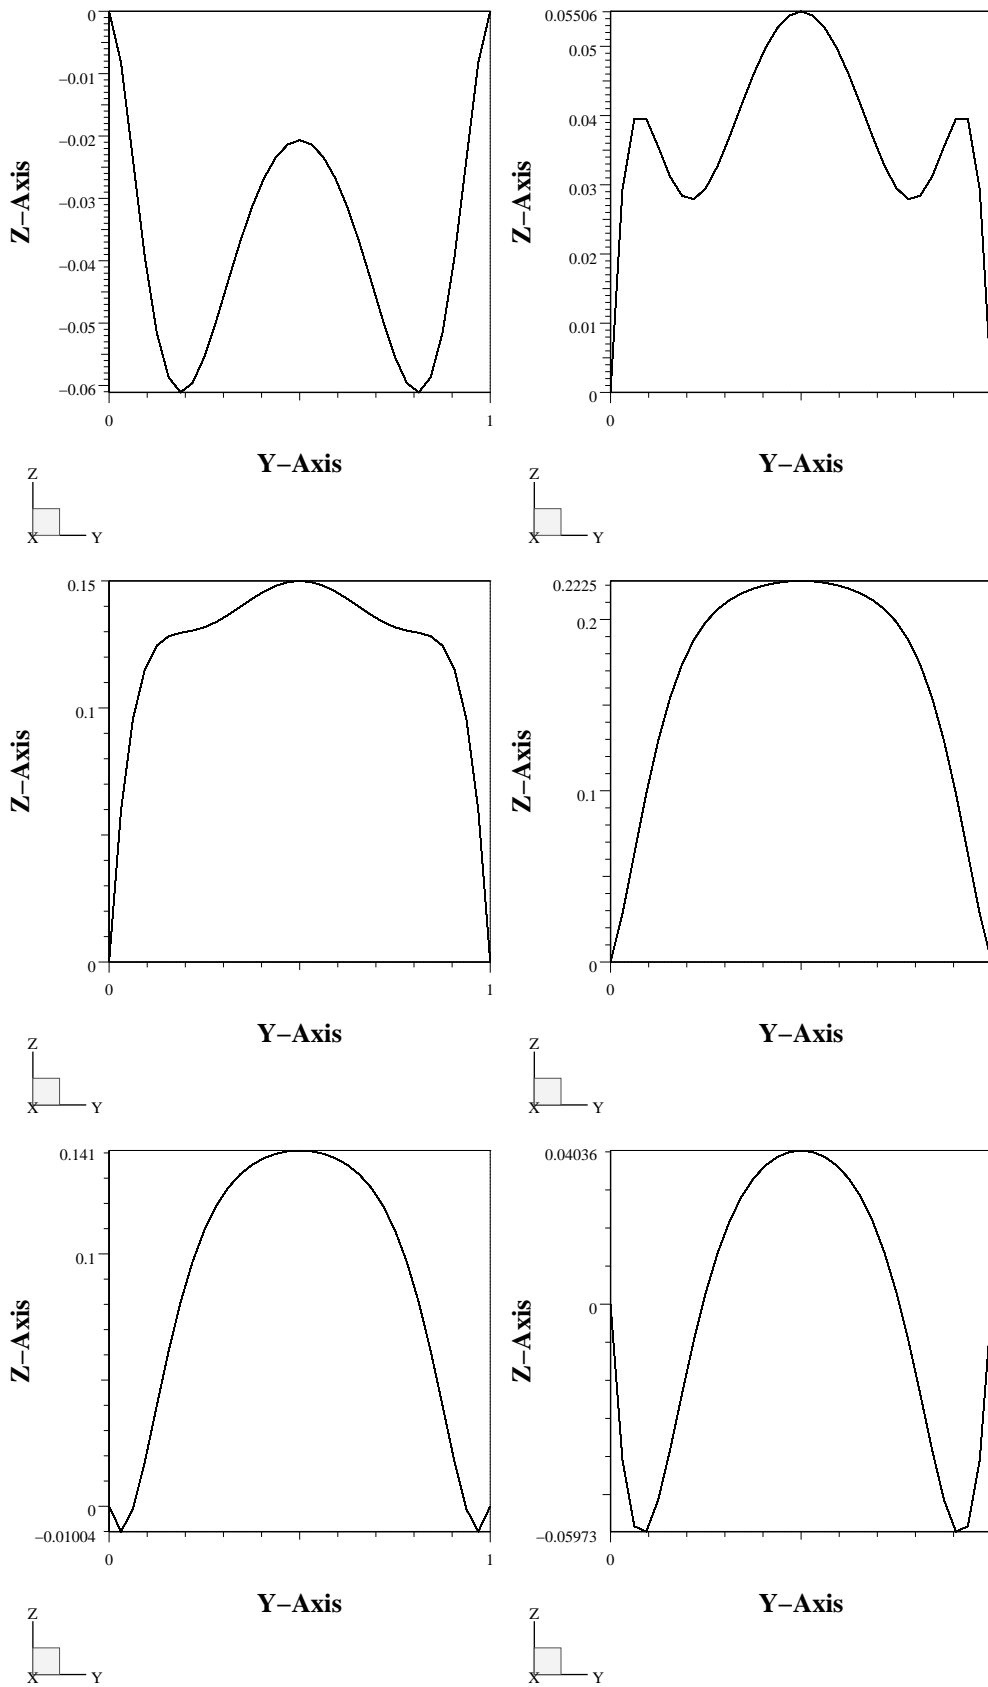 0
−0.01
−0.02
−0.03
−0.04
−0.05
−0.06
Z−Axis
0
1
Y−Axis
Z
X
Y
0.05506
0.05
0.04
0.03
0.02
0.01
0
Z−Axis
0
Y−Axis
Z
X
Y
0.15
0.1
0
Z−Axis
0
1
Y−Axis
Z
X
Y
0.2225
0.2
0.1
0
Z−Axis
0
Y−Axis
Z
X
Y
0.141
0.1
0
−0.01004
Z−Axis
0
1
Y−Axis
Z
X
Y
0.04036
0
−0.05973
Z−Axis
0
Y−Axis
Z
X
Y